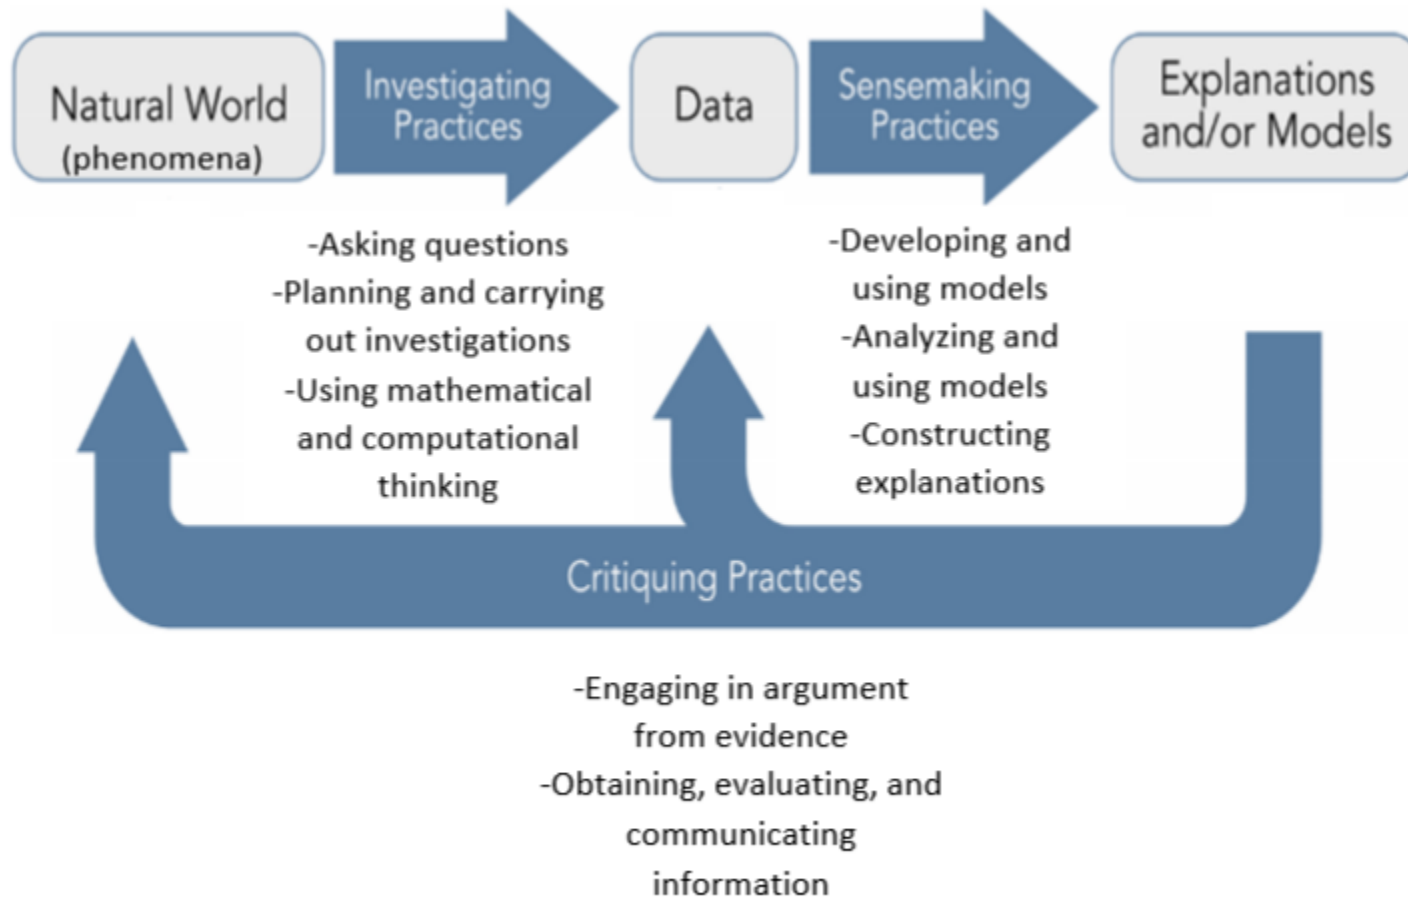 Natural World
(phenomena)
Investigating
Practices
Data
Sensemaking
Practices
Explanations
and/or Models
-Asking questions
-Planning and carrying
out investigations
-Using mathematical
and computational
thinking
-Developing and
using models
-Analyzing and
using models
-Constructing
explanations
Critiquing Practices
-Engaging in argument
from evidence
-Obtaining, evaluating, and
communicating
information